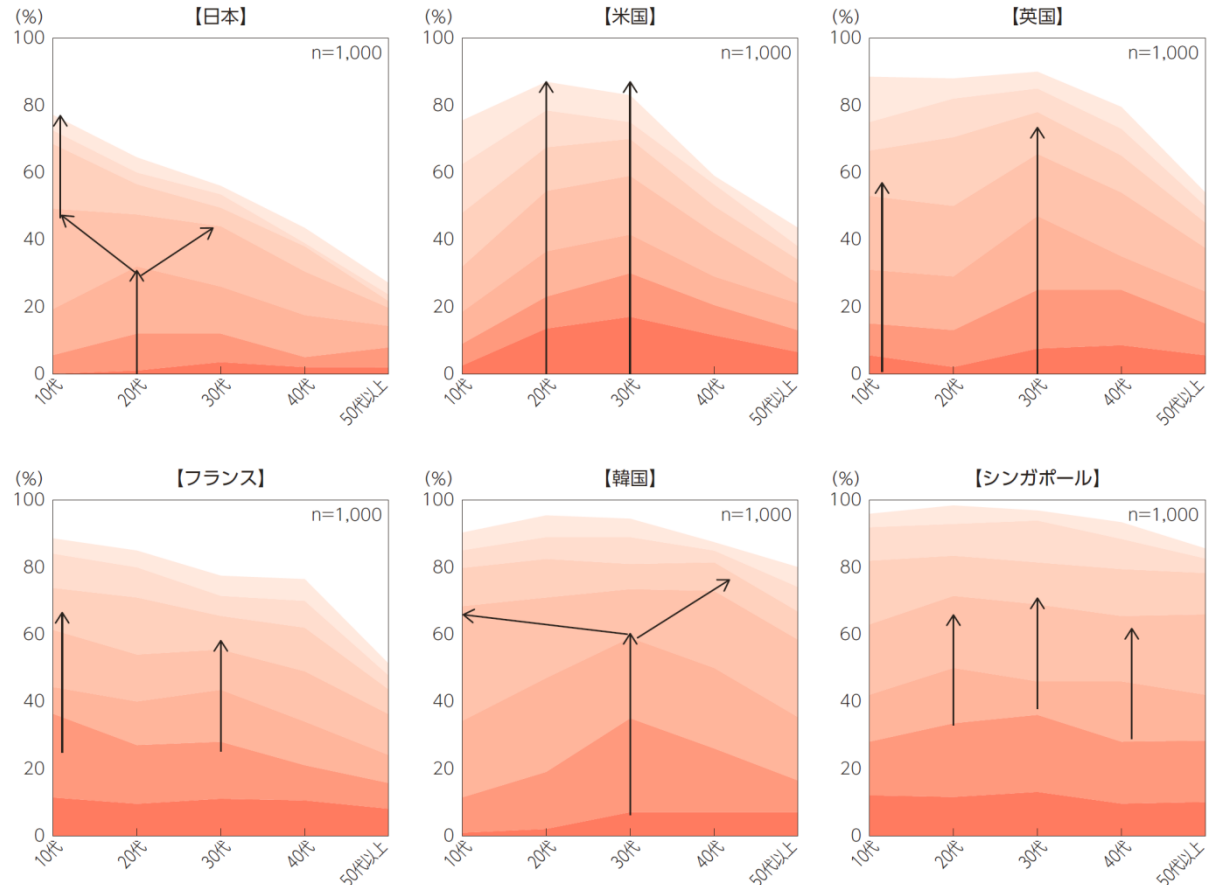 (%)
【日本】
n=1,000
100
80
60
40
20
0
10代
20代
30代
40代
50代以上
(%)
【米国】
n=1,000
100
80
60
40
20
0
10代
20代
30代
40代
50代以上
(%)
【英国】
n=1,000
100
80
60
40
20
0
10代
20代
30代
40代
50代以上
(%)
【フランス】
n=1,000
100
80
60
40
20
0
10代
20代
30代
40代
50代以上
(%)
【韓国】
n=1,000
100
80
60
40
20
0
10代
20代
30代
40代
50代以上
(%)
【シンガポール】
n=1,000
100
80
60
40
20
0
10代
20代
30代
40代
50代以上